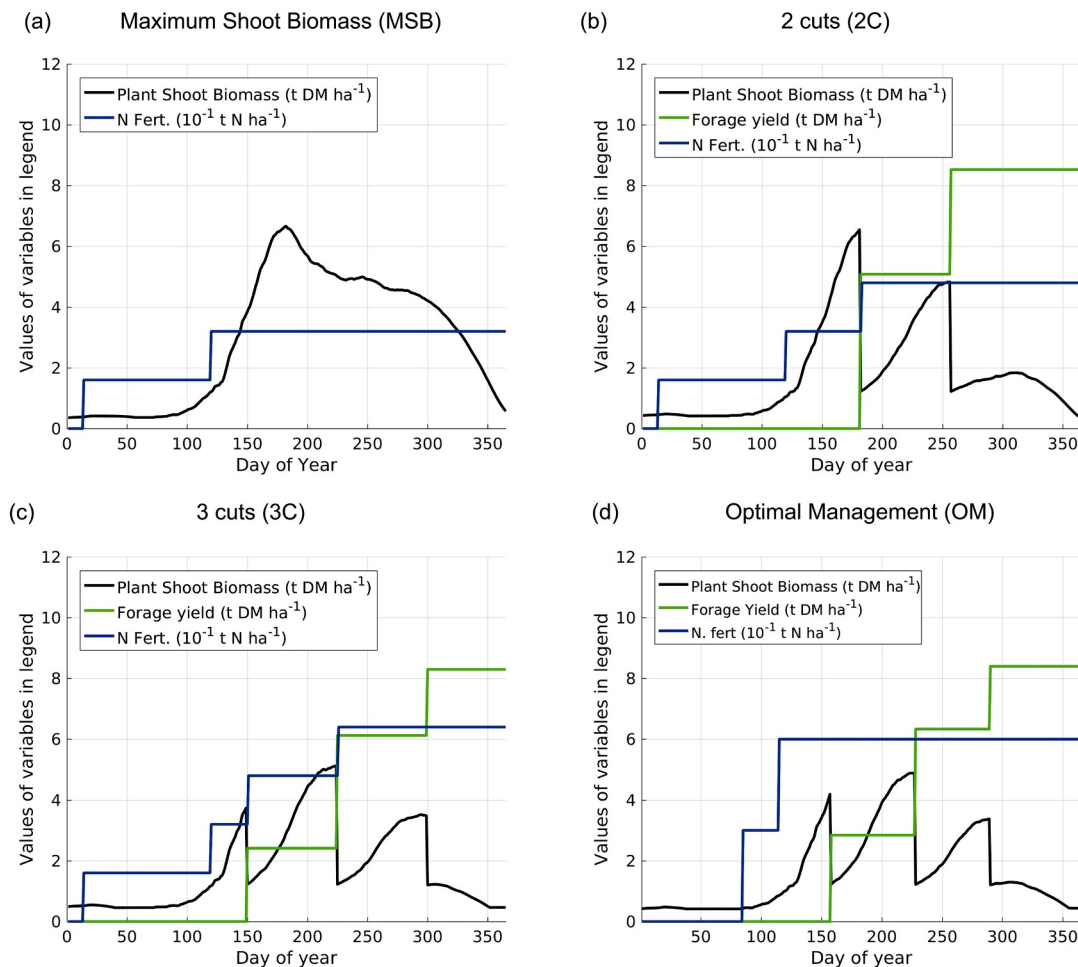 (a) Maximum Shoot Biomass (MSB)
12
10
8
6
4
2
0
Values of variables in legend
Plant Shoot Biomass (t DM ha⁻¹)
N Fert. (10⁻¹ t N ha⁻¹)
0 50 100 150 200 250 300 350
Day of Year
(b) 2 cuts (2C)
12
10
8
6
4
2
0
Values of variables in legend
Plant Shoot Biomass (t DM ha⁻¹)
Forage yield (t DM ha⁻¹)
N Fert. (10⁻¹ t N ha⁻¹)
0 50 100 150 200 250 300 350
Day of year
(c) 3 cuts (3C)
12
10
8
6
4
2
0
Values of variables in legend
Plant Shoot Biomass (t DM ha⁻¹)
Forage yield (t DM ha⁻¹)
N Fert. (10⁻¹ t N ha⁻¹)
0 50 100 150 200 250 300 350
Day of year
(d) Optimal Management (OM)
12
10
8
6
4
2
0
Values of variables in legend
Plant Shoot Biomass (t DM ha⁻¹)
Forage Yield (t DM ha⁻¹)
N. fert (10⁻¹ t N ha⁻¹)
0 50 100 150 200 250 300 350
Day of year